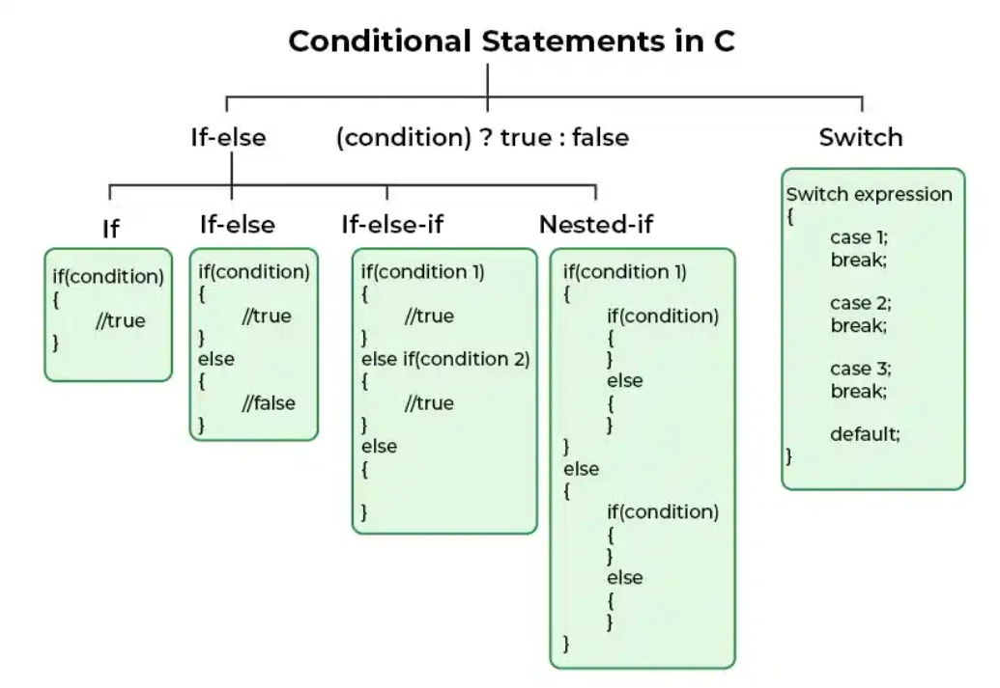 Conditional Statements in C
If-else
(condition) ? true : false
Switch
If
if(condition)
{
//true
}
If-else
if(condition)
{
//true
}
else
{
//false
}
If-else-if
if(condition 1)
{
//true
}
else if(condition 2)
{
//true
}
else
{
}
Nested-if
if(condition 1)
{
if(condition)
{
}
else
{
}
}
else
{
if(condition)
{
}
else
{
}
}
Switch expression
{
case 1;
break;
case 2;
break;
case 3;
break;
default;
}